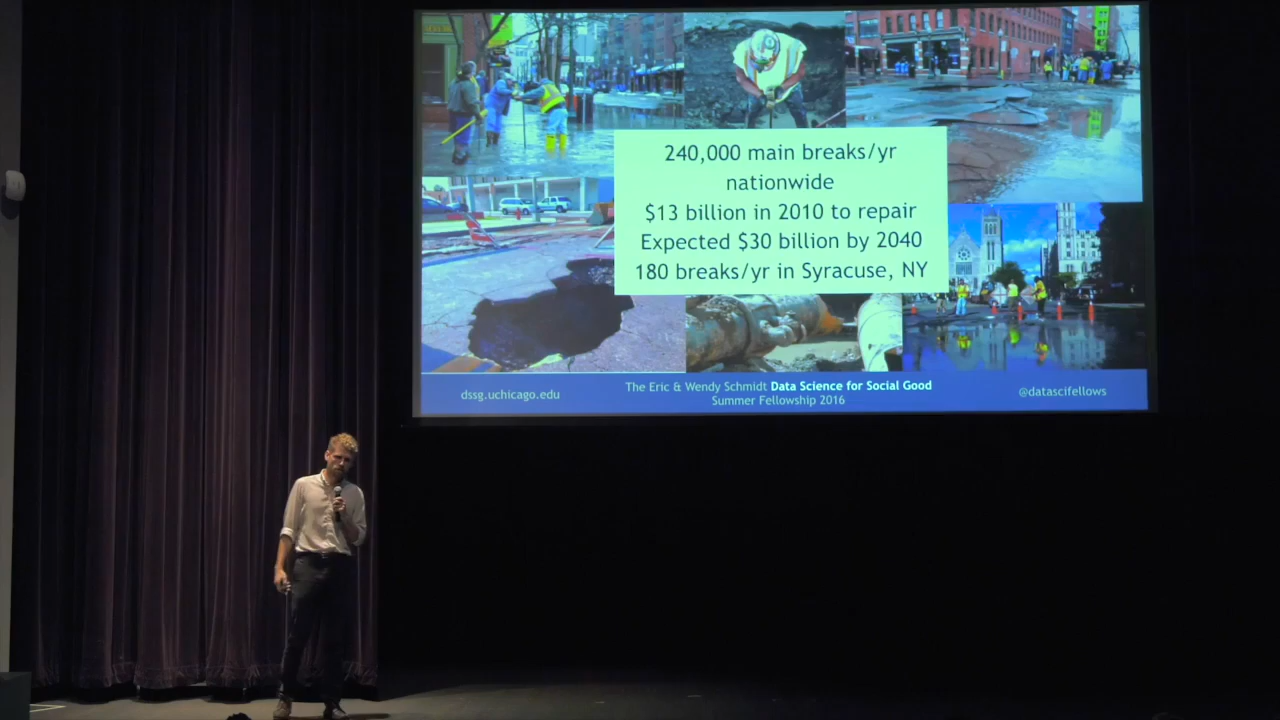 240,000 main breaks/yr
nationwide
$13 billion in 2010 to repair
Expected $30 billion by 2040
180 breaks/yr in Syracuse, NY
dssg.uchicago.edu
The Eric & Wendy Schmidt Data Science for Social Good
Summer Fellowship 2016
@datascifellows